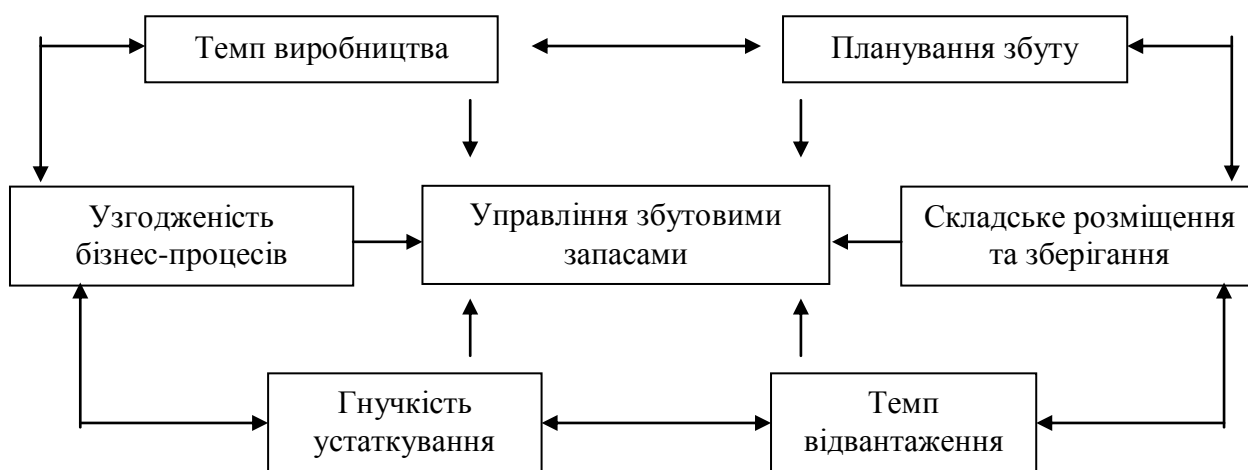 Темп виробництва
Планування збуту
Узгодженість
бізнес-процесів
Управління збутовими
запасами
Складське розміщення
та зберігання
Гнучкість
устаткування
Темп
відвантаження